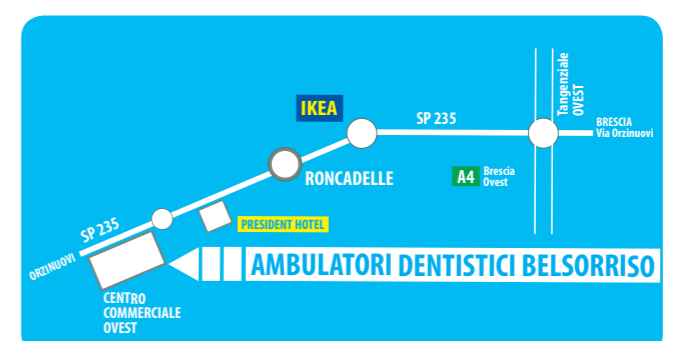 Tangenziale
OVEST
IKEA
SP 235
BRESCIA
Via Orzinuovi
RONCADELLE
A4
Brescia
Ovest
PRESIDENT HOTEL
SP 235
ORZINUOVI
AMBULATORI DENTISTICI BELSORRISO
CENTRO
COMMERCIALE
OVEST